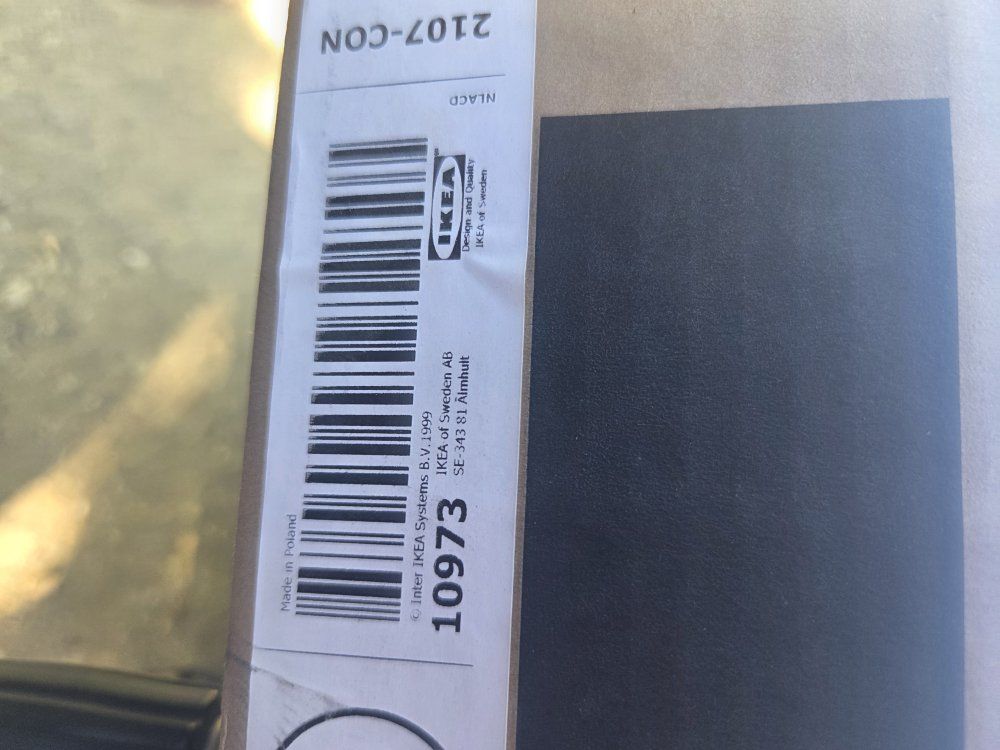 2107-CON
NLACD
Made in Poland
IKEA
Design and Quality
IKEA of Sweden
© Inter IKEA Systems B.V.1999
10973
IKEA of Sweden AB
SE-343 81 Älmhult